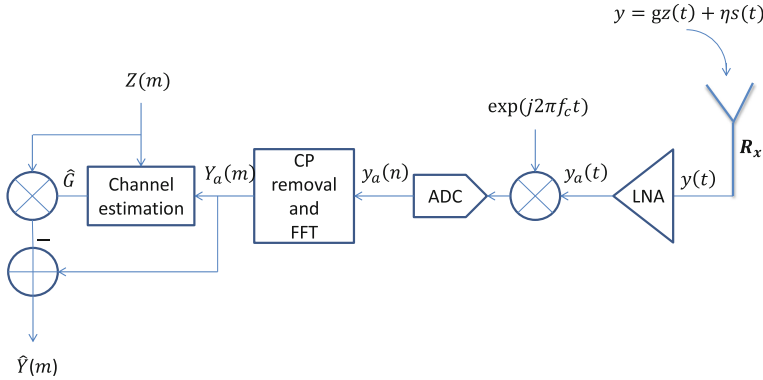 y = gz(t) + ηs(t)
Z(m)
exp(j2πf_c t)
R_x
Ĝ
Channel
estimation
Y_a(m)
CP
removal
and
FFT
y_a(n)
ADC
y_a(t)
LNA
y(t)
−
Ŷ(m)